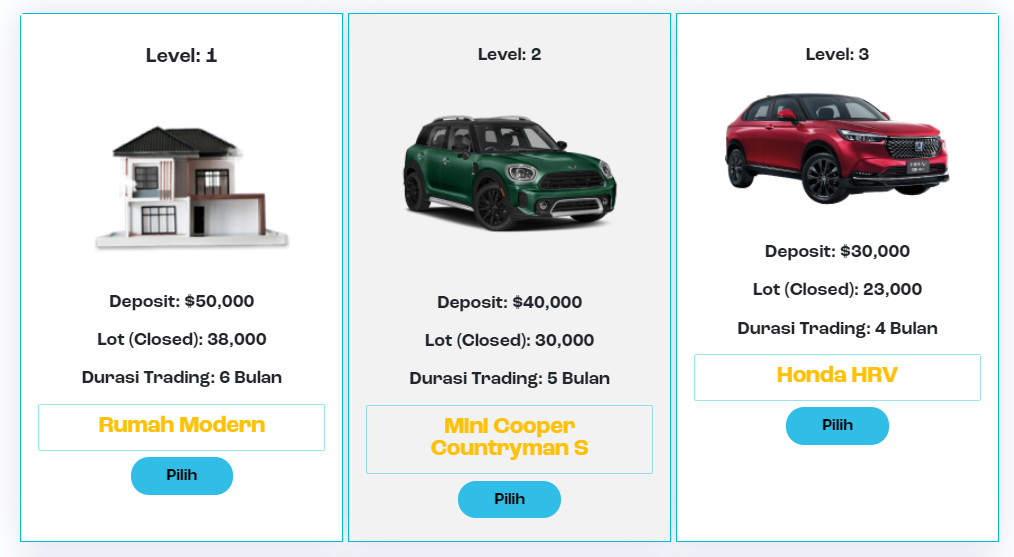 Level: 1
Deposit: $50,000
Lot (Closed): 38,000
Durasi Trading: 6 Bulan
Rumah Modern
Pilih
Level: 2
Deposit: $40,000
Lot (Closed): 30,000
Durasi Trading: 5 Bulan
Mini Cooper
Countryman S
Pilih
Level: 3
Deposit: $30,000
Lot (Closed): 23,000
Durasi Trading: 4 Bulan
Honda HRV
Pilih